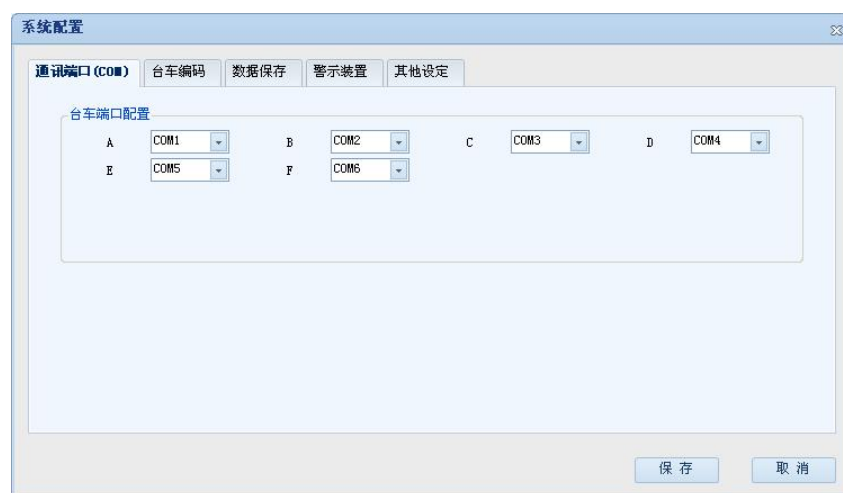 系统配置
通讯端口(COM) 台车编码 数据保存 警示装置 其他设定
台车端口配置
A COM1 B COM2 C COM3 D COM4
E COM5 F COM6
保存 取消